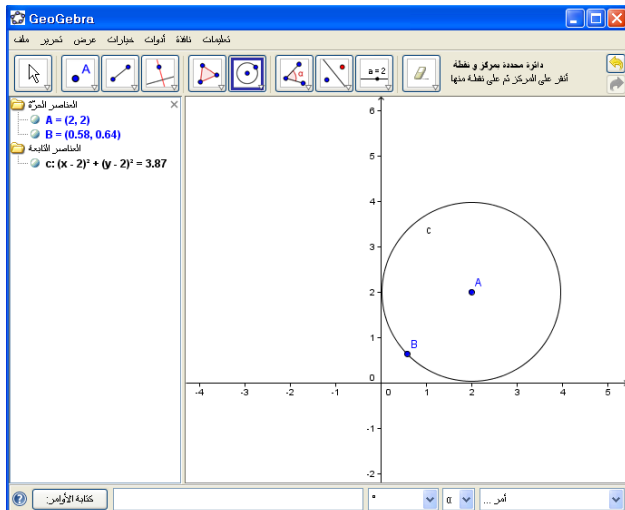 GeoGebra
ملف تحرير عرض خيارات أدوات نافذة تعليمات
A
α
a = 2
دائرة محددة بمركز و نقطة
أنقر على المركز ثم على نقطة منها
العناصر الحرّة
A = (2, 2)
B = (0.58, 0.64)
العناصر التابعة
c: (x - 2)² + (y - 2)² = 3.87
6
5
4
c
3
A
2
B
1
0
-4 -3 -2 -1 0 1 2 3 4 5
-1
-2
كتابة الأوامر:
°
α
أمر ...